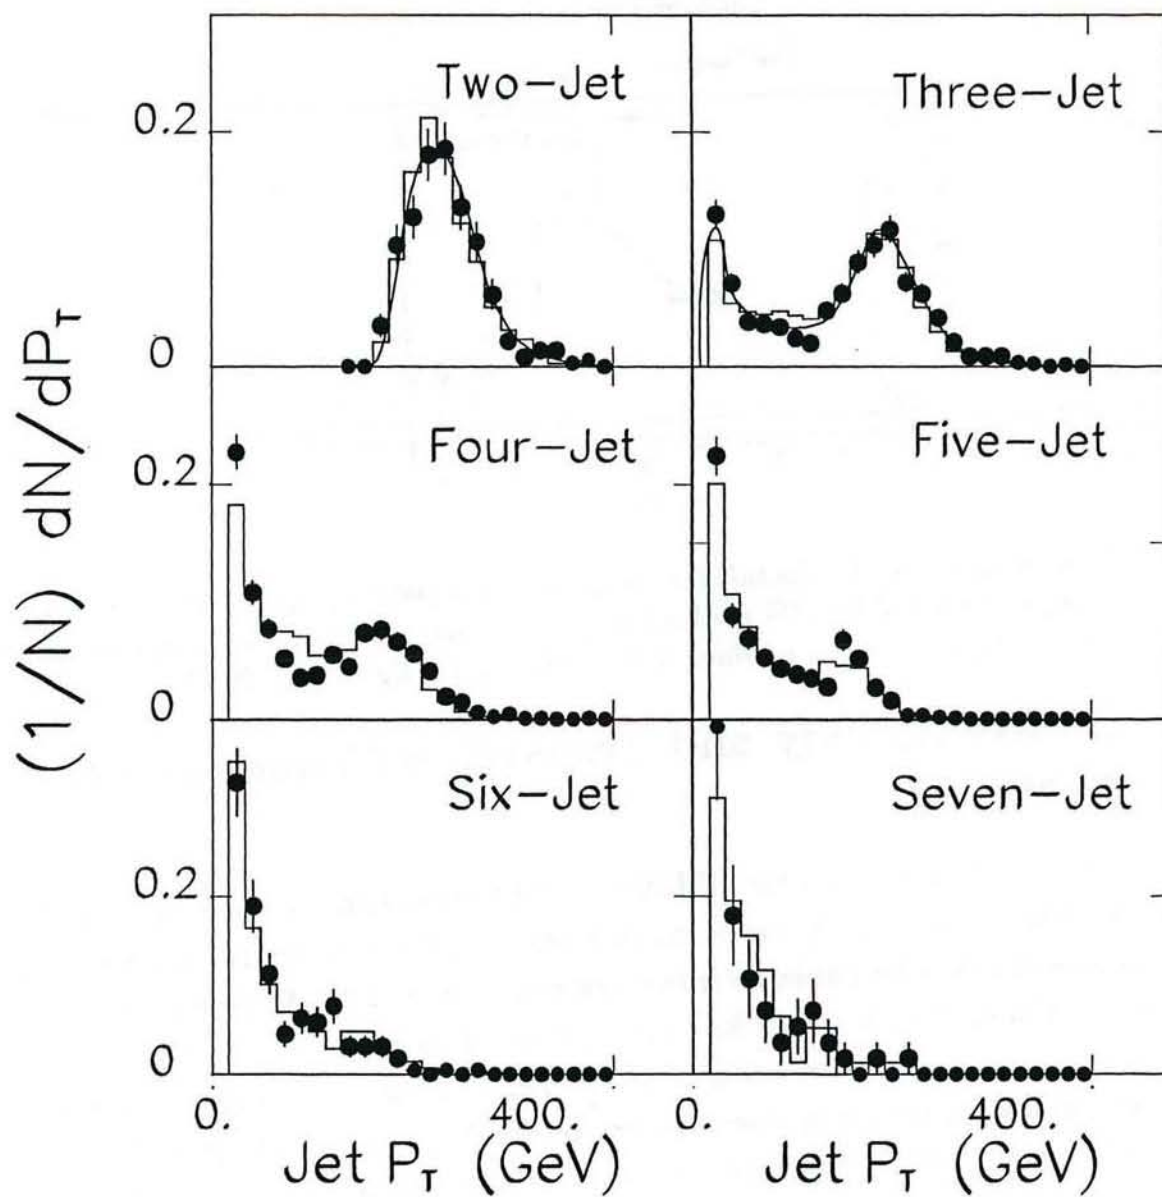 Two-Jet
Three-Jet
0.2
0
Four-Jet
Five-Jet
0.2
0
Six-Jet
Seven-Jet
0.2
0
0.
400.
0.
400.
Jet P_T (GeV)
Jet P_T (GeV)
(1/N) dN/dP_T